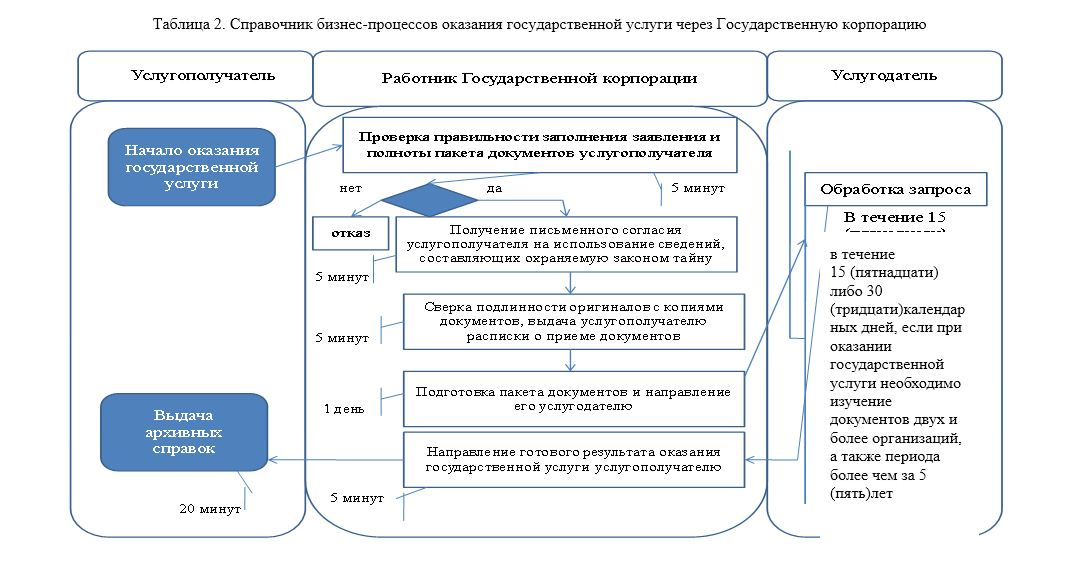 Таблица 2. Справочник бизнес-процессов оказания государственной услуги через Государственную корпорацию
Услугополучатель
Работник Государственной корпорации
Услугодатель
Начало оказания
государственной
услуги
Проверка правильности заполнения заявления и
полноты пакета документов услугополучателя
нет
да
5 минут
отказ
Получение письменного согласия
услугополучателя на использование сведений,
составляющих охраняемую законом тайну
5 минут
Сверка подлинности оригиналов с копиями
документов, выдача услугополучателю
расписки о приеме документов
5 минут
Подготовка пакета документов и направление
его услугодателю
1 день
Направление готового результата оказания
государственной услуги услугополучателю
5 минут
Выдача
архивных
справок
20 минут
Обработка запроса
В течение 15
в течение
15 (пятнадцати)
либо 30
(тридцати)календар
ных дней, если при
оказании
государственной
услуги необходимо
изучение
документов двух и
более организаций,
а также периода
более чем за 5
(пять)лет